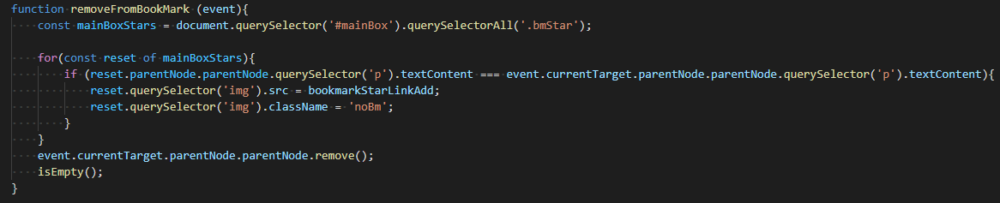 function removeFromBookMark (event){
    const mainBoxStars = document.querySelector('#mainBox').querySelectorAll('.bmStar');

    for(const reset of mainBoxStars){
        if (reset.parentNode.parentNode.querySelector('p').textContent === event.currentTarget.parentNode.parentNode.querySelector('p').textContent){
            reset.querySelector('img').src = bookmarkStarLinkAdd;
            reset.querySelector('img').className = 'noBm';
        }
    }
    event.currentTarget.parentNode.parentNode.remove();
    isEmpty();
}